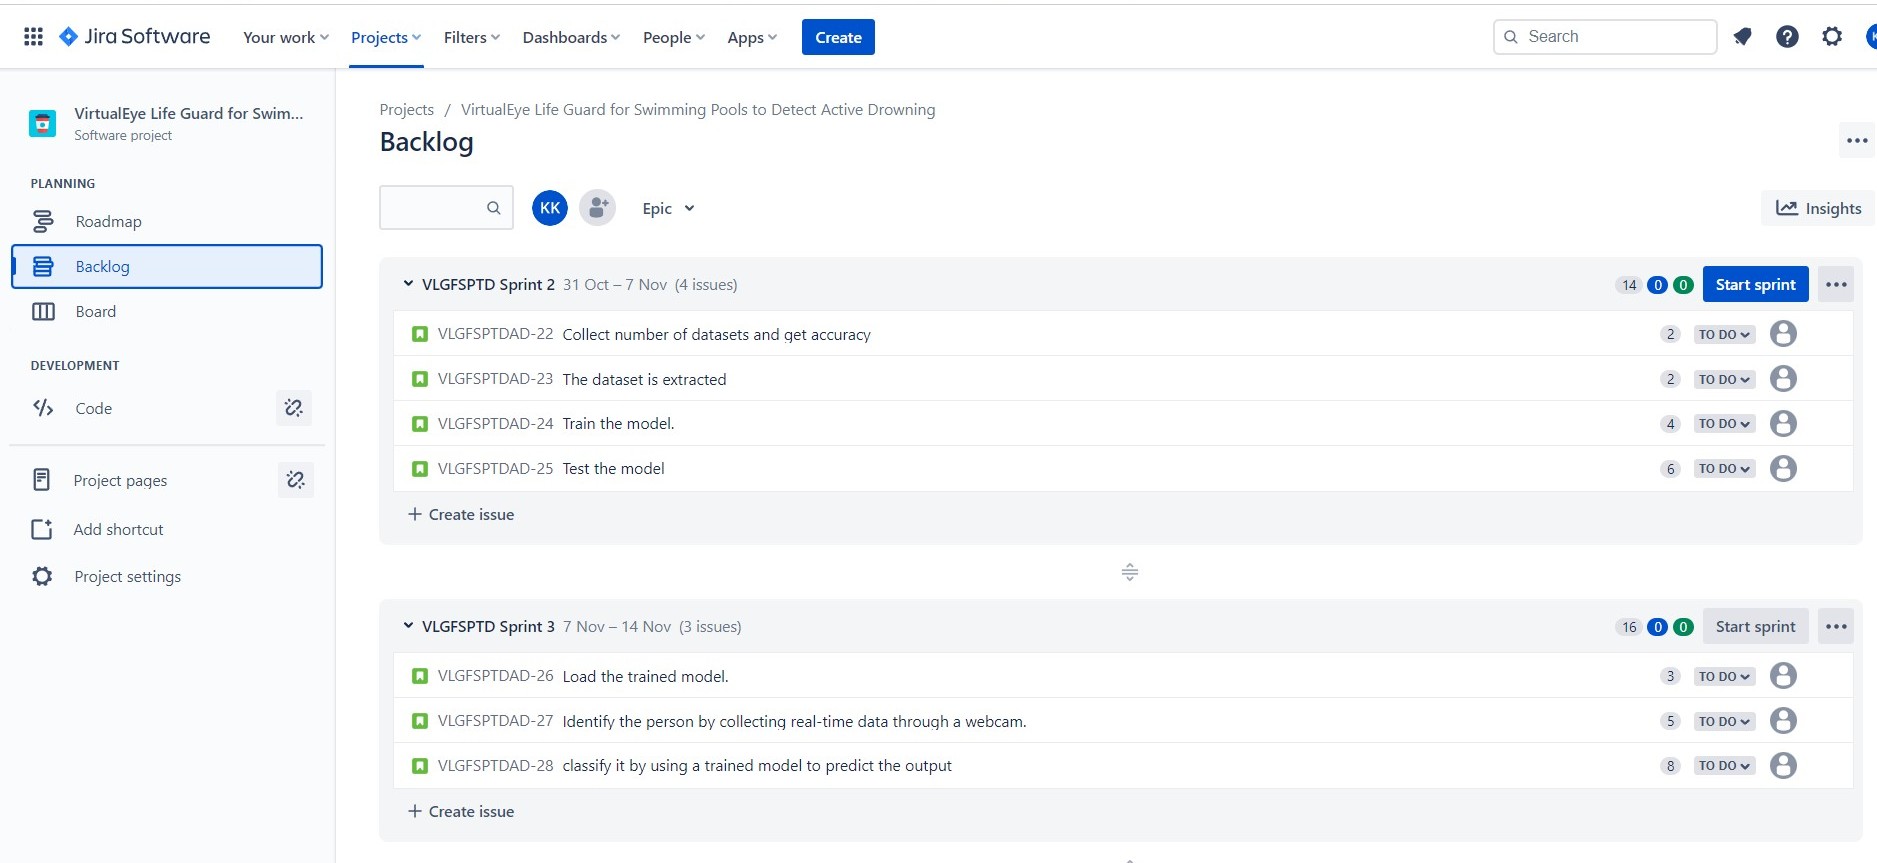 Jira Software Your work Projects Filters Dashboards People Apps Create Search
VirtualEye Life Guard for Swim...
Software project
PLANNING
Roadmap
Backlog
Board
DEVELOPMENT
Code
Project pages
Add shortcut
Project settings
Projects / VirtualEye Life Guard for Swimming Pools to Detect Active Drowning
Backlog
KK Epic Insights
VLGFSPTD Sprint 2 31 Oct – 7 Nov (4 issues) 14 0 0 Start sprint
VLGFSPTDAD-22 Collect number of datasets and get accuracy 2 TO DO
VLGFSPTDAD-23 The dataset is extracted 2 TO DO
VLGFSPTDAD-24 Train the model. 4 TO DO
VLGFSPTDAD-25 Test the model 6 TO DO
+ Create issue
VLGFSPTD Sprint 3 7 Nov – 14 Nov (3 issues) 16 0 0 Start sprint
VLGFSPTDAD-26 Load the trained model. 3 TO DO
VLGFSPTDAD-27 Identify the person by collecting real-time data through a webcam. 5 TO DO
VLGFSPTDAD-28 classify it by using a trained model to predict the output 8 TO DO
+ Create issue